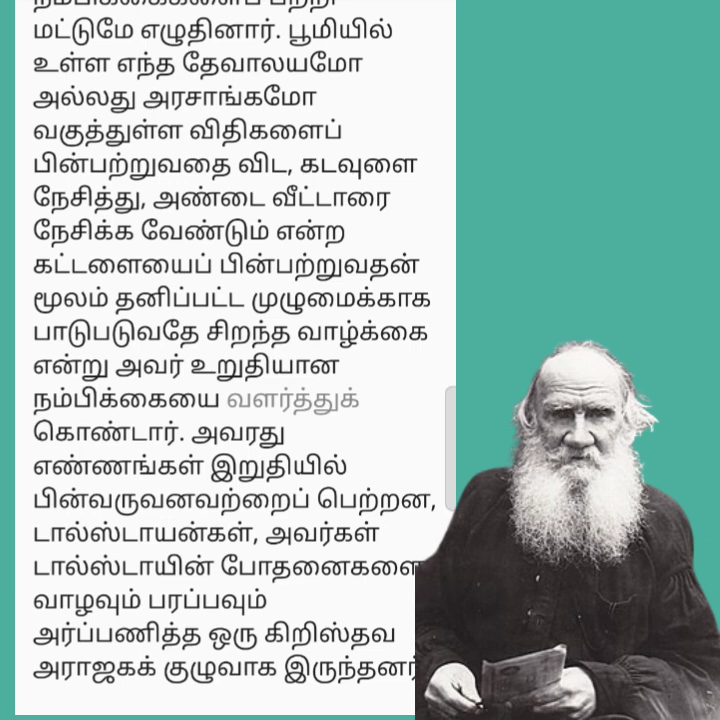 மட்டுமே எழுதினார். பூமியில்
உள்ள எந்த தேவாலயமோ
அல்லது அரசாங்கமோ
வகுத்துள்ள விதிகளைப்
பின்பற்றுவதை விட, கடவுளை
நேசித்து, அண்டை வீட்டாரை
நேசிக்க வேண்டும் என்ற
கட்டளையைப் பின்பற்றுவதன்
மூலம் தனிப்பட்ட முழுமைக்காக
பாடுபடுவதே சிறந்த வாழ்க்கை
என்று அவர் உறுதியான
நம்பிக்கையை வளர்த்துக்
கொண்டார். அவரது
எண்ணங்கள் இறுதியில்
பின்வருவனவற்றைப் பெற்றன,
டால்ஸ்டாயன்கள், அவர்கள்
டால்ஸ்டாயின் போதனைகளை
வாழவும் பரப்பவும்
அர்ப்பணித்த ஒரு கிறிஸ்தவ
அராஜகக் குழுவாக இருந்தனர்